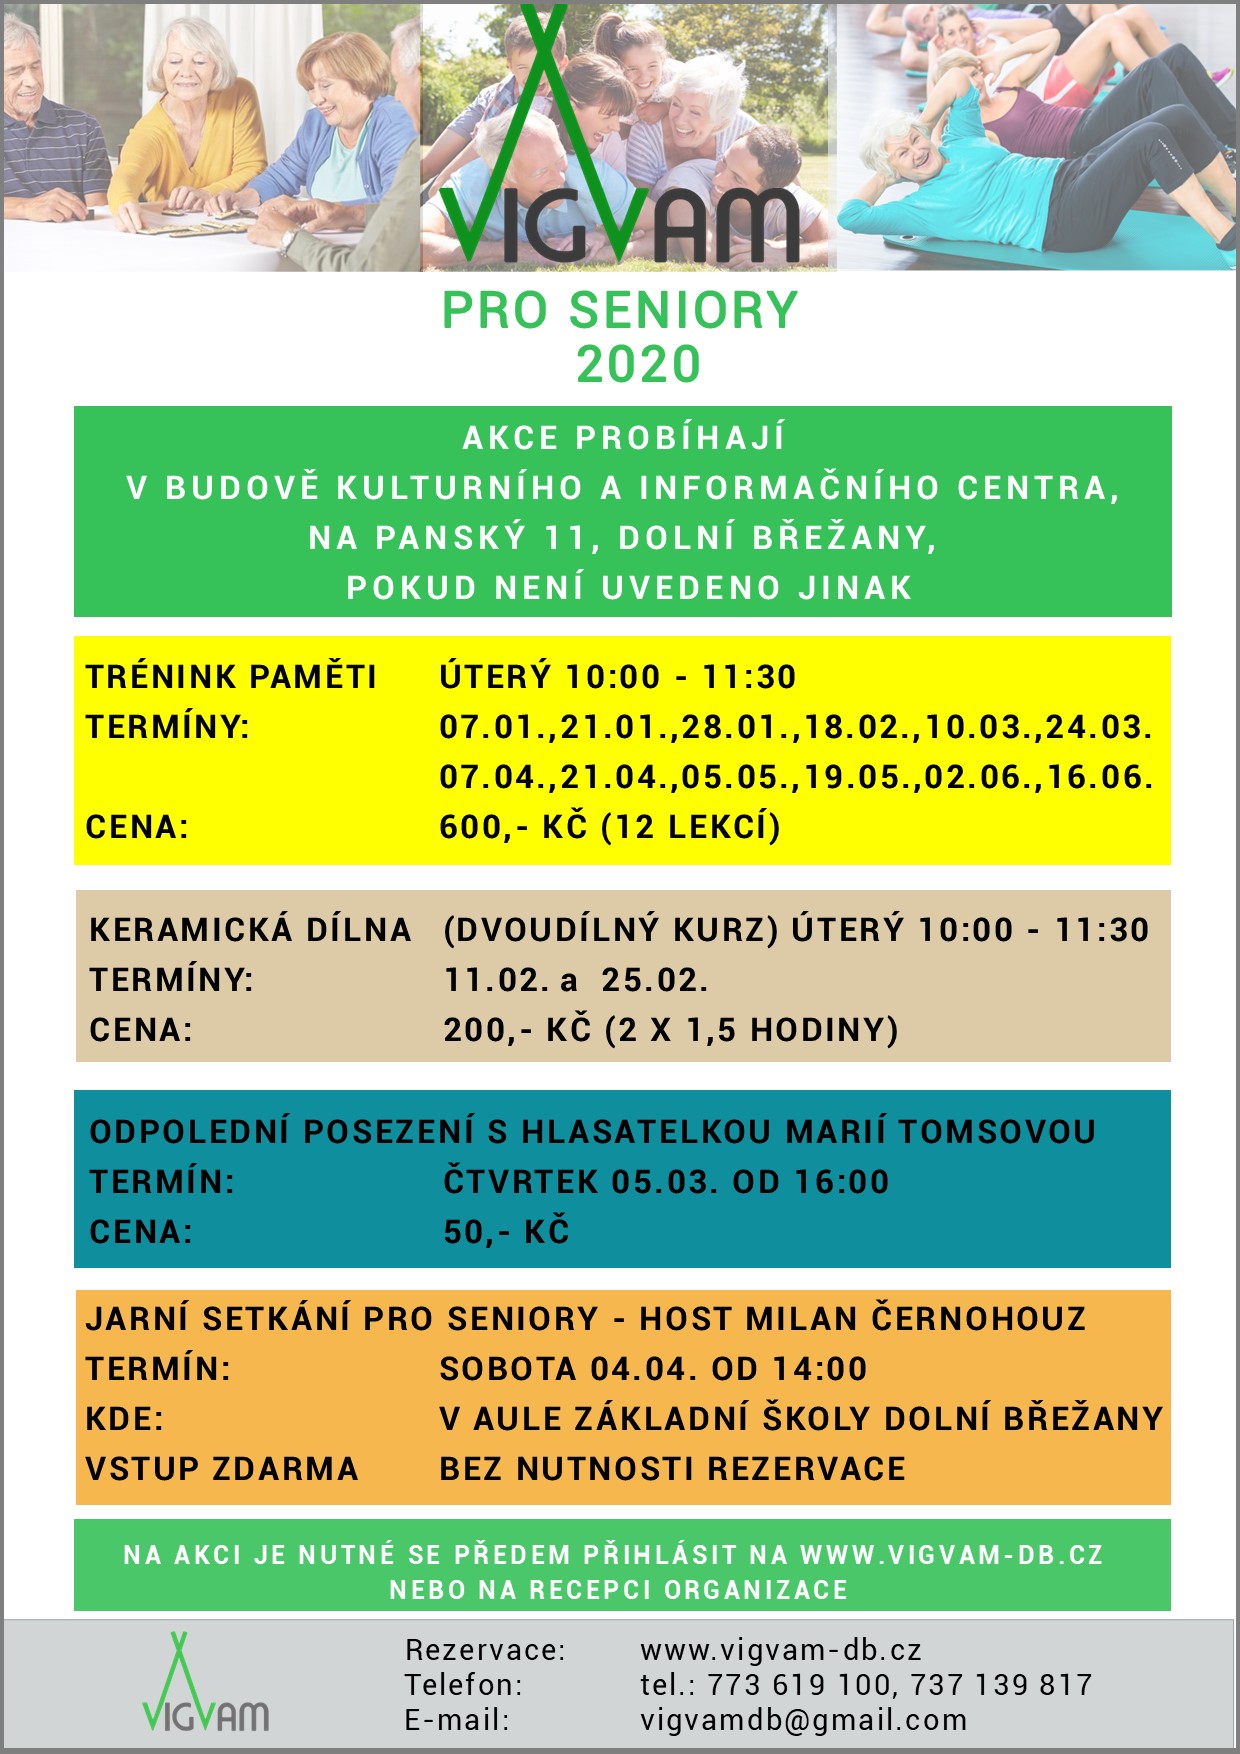 VIGVAM
PRO SENIORY
2020
AKCE PROBÍHAJÍ
V BUDOVĚ KULTURNÍHO A INFORMAČNÍHO CENTRA,
NA PANSKÝ 11, DOLNÍ BŘEŽANY,
POKUD NENÍ UVEDENO JINAK
TRÉNINK PAMĚTI ÚTERÝ 10:00 - 11:30
TERMÍNY: 07.01.,21.01.,28.01.,18.02.,10.03.,24.03.
07.04.,21.04.,05.05.,19.05.,02.06.,16.06.
CENA: 600,- KČ (12 LEKCÍ)
KERAMICKÁ DÍLNA (DVOUDÍLNÝ KURZ) ÚTERÝ 10:00 - 11:30
TERMÍNY: 11.02. a 25.02.
CENA: 200,- KČ (2 X 1,5 HODINY)
ODPOLEDNÍ POSEZENÍ S HLASATELKOU MARIÍ TOMSOVOU
TERMÍN: ČTVRTEK 05.03. OD 16:00
CENA: 50,- KČ
JARNÍ SETKÁNÍ PRO SENIORY - HOST MILAN ČERNOHOUZ
TERMÍN: SOBOTA 04.04. OD 14:00
KDE: V AULE ZÁKLADNÍ ŠKOLY DOLNÍ BŘEŽANY
VSTUP ZDARMA BEZ NUTNOSTI REZERVACE
NA AKCI JE NUTNÉ SE PŘEDEM PŘIHLÁSIT NA WWW.VIGVAM-DB.CZ
NEBO NA RECEPCI ORGANIZACE
VIGVAM
Rezervace: www.vigvam-db.cz
Telefon: tel.: 773 619 100, 737 139 817
E-mail: vigvamdb@gmail.com